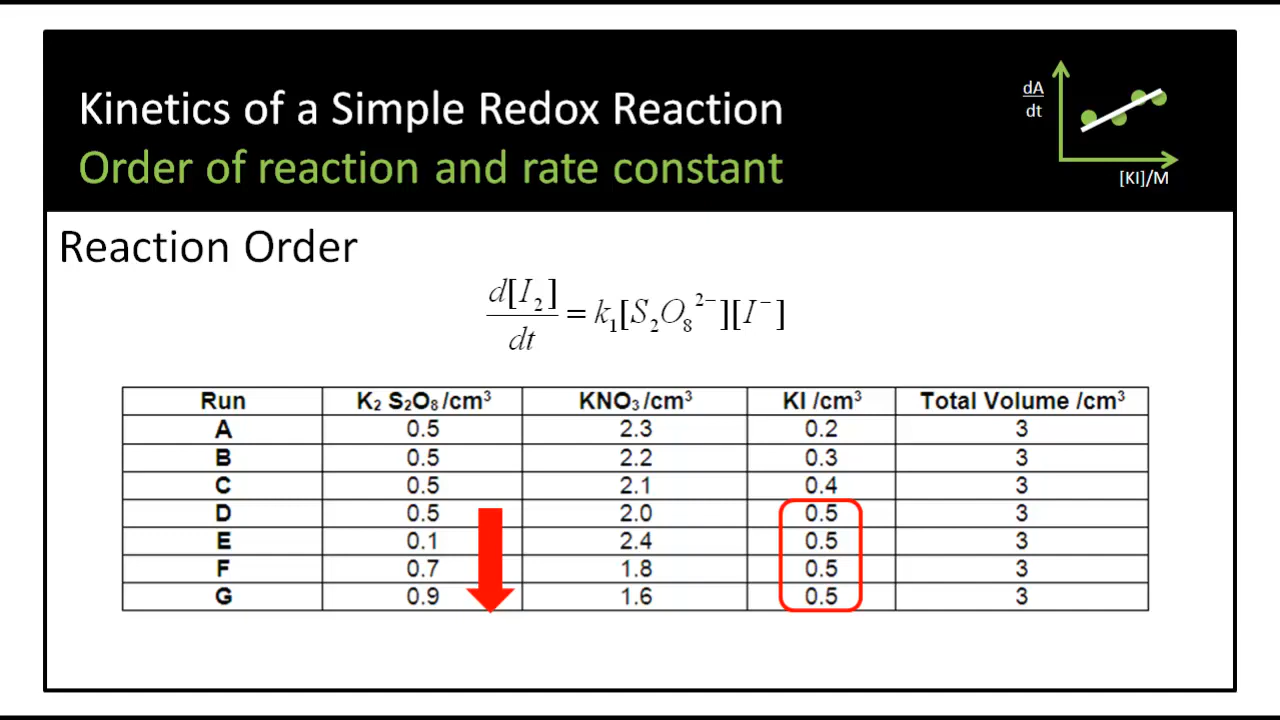 Kinetics of a Simple Redox Reaction
Order of reaction and rate constant
dA
dt
[KI]/M
Reaction Order
d[I₂]
dt
= k₁[S₂O₈²⁻][I⁻]
Run K₂ S₂O₈ /cm³ KNO₃ /cm³ KI /cm³ Total Volume /cm³
A 0.5 2.3 0.2 3
B 0.5 2.2 0.3 3
C 0.5 2.1 0.4 3
D 0.5 2.0 0.5 3
E 0.1 2.4 0.5 3
F 0.7 1.8 0.5 3
G 0.9 1.6 0.5 3